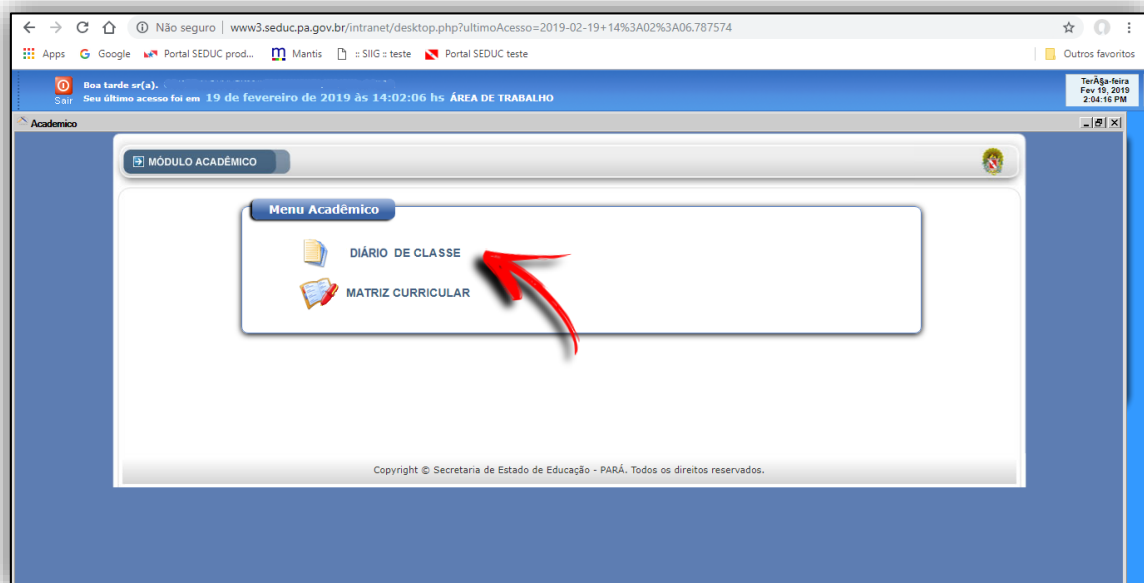 Não seguro | www3.seduc.pa.gov.br/intranet/desktop.php?ultimoAcesso=2019-02-19+14%3A02%3A06.787574
Apps Google Portal SEDUC prod... Mantis :: SIIG :: teste Portal SEDUC teste Outros favoritos
Boa tarde sr(a).
Sair Seu último acesso foi em 19 de fevereiro de 2019 às 14:02:06 hs ÁREA DE TRABALHO
TerÃ§a-feira
Fev 19, 2019
2:04:16 PM
Academico
MÓDULO ACADÊMICO
Menu Acadêmico
DIÁRIO DE CLASSE
MATRIZ CURRICULAR
Copyright © Secretaria de Estado de Educação - PARÁ. Todos os direitos reservados.